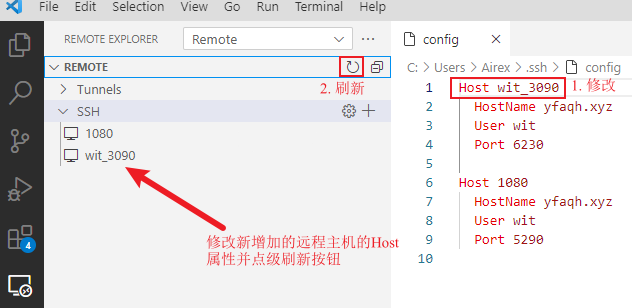 File Edit Selection View Go Run Terminal Help
REMOTE EXPLORER Remote
config
REMOTE
C: > Users > Airex > .ssh > config
2. 刷新
1. 修改
Tunnels
SSH
1080
wit_3090
4
修改新增加的远程主机的Host
属性并点级刷新按钮
1 Host wit_3090
2 HostName yfaqh.xyz
3 User wit
4 Port 6230
5
6 Host 1080
7 HostName yfaqh.xyz
8 User wit
9 Port 5290
10